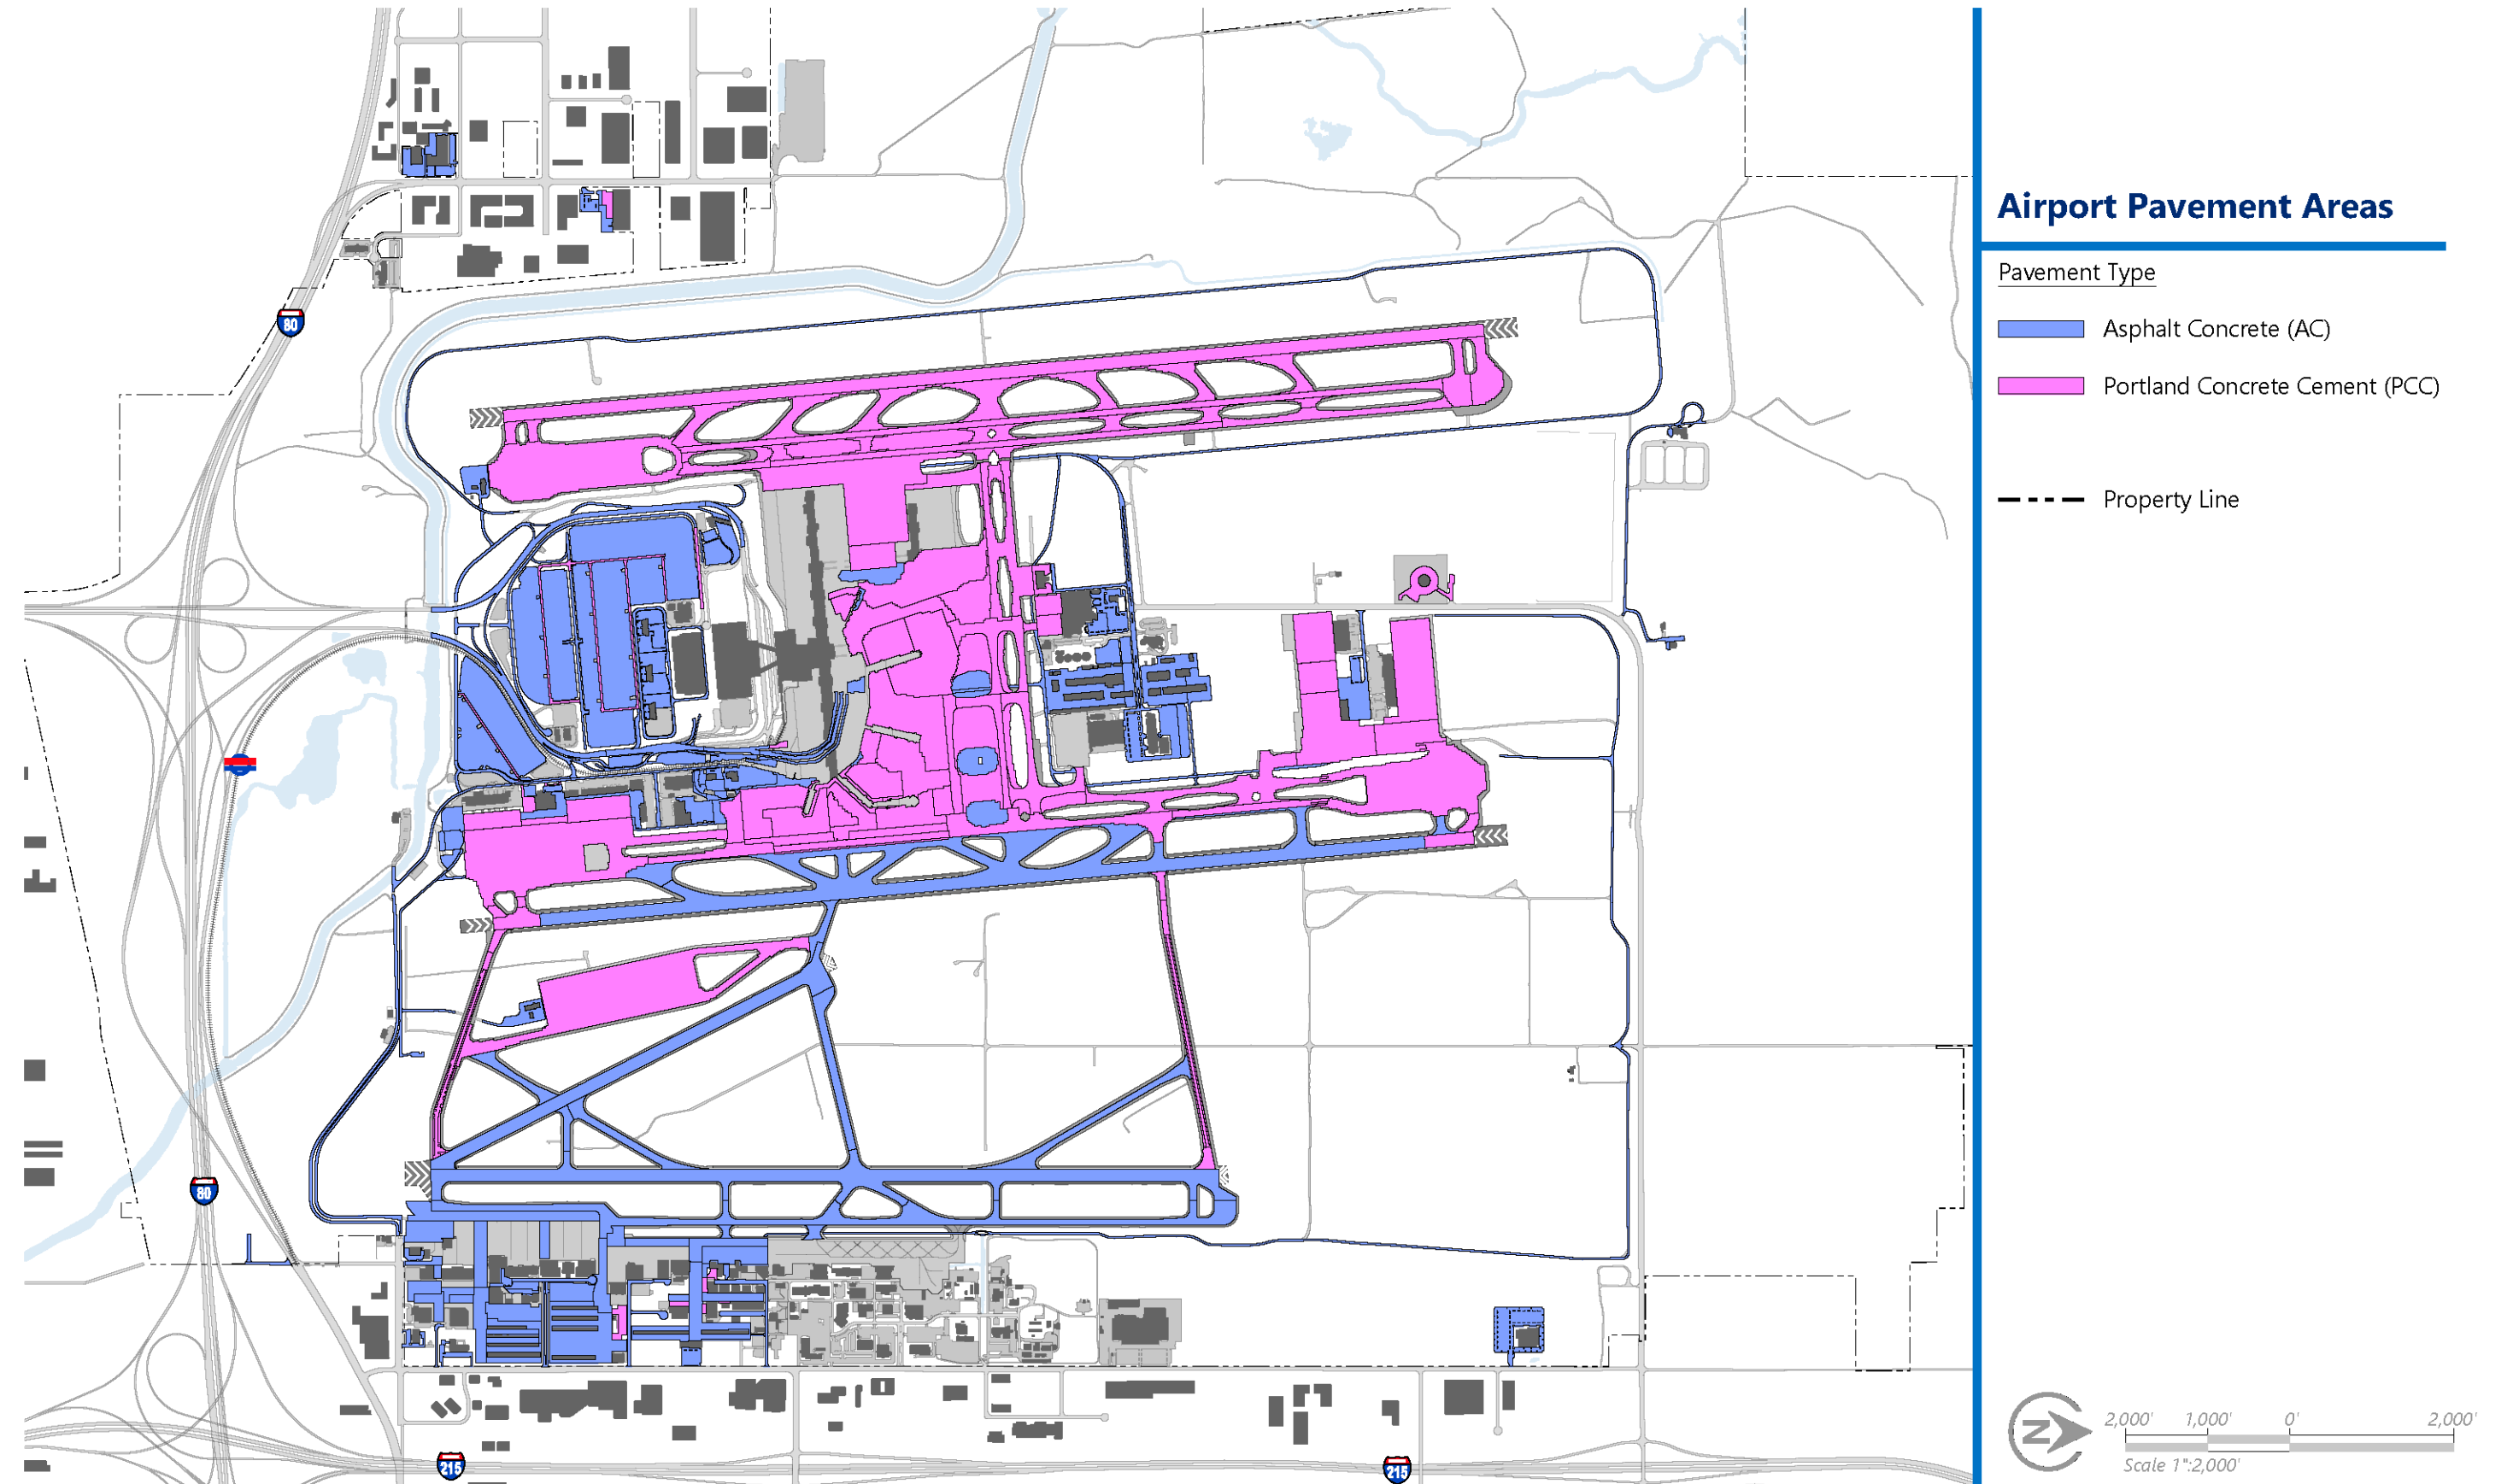 Airport Pavement Areas
Pavement Type
Asphalt Concrete (AC)
Portland Concrete Cement (PCC)
Property Line
80
80
215
215
N
2,000' 1,000' 0' 2,000'
Scale 1":2,000'